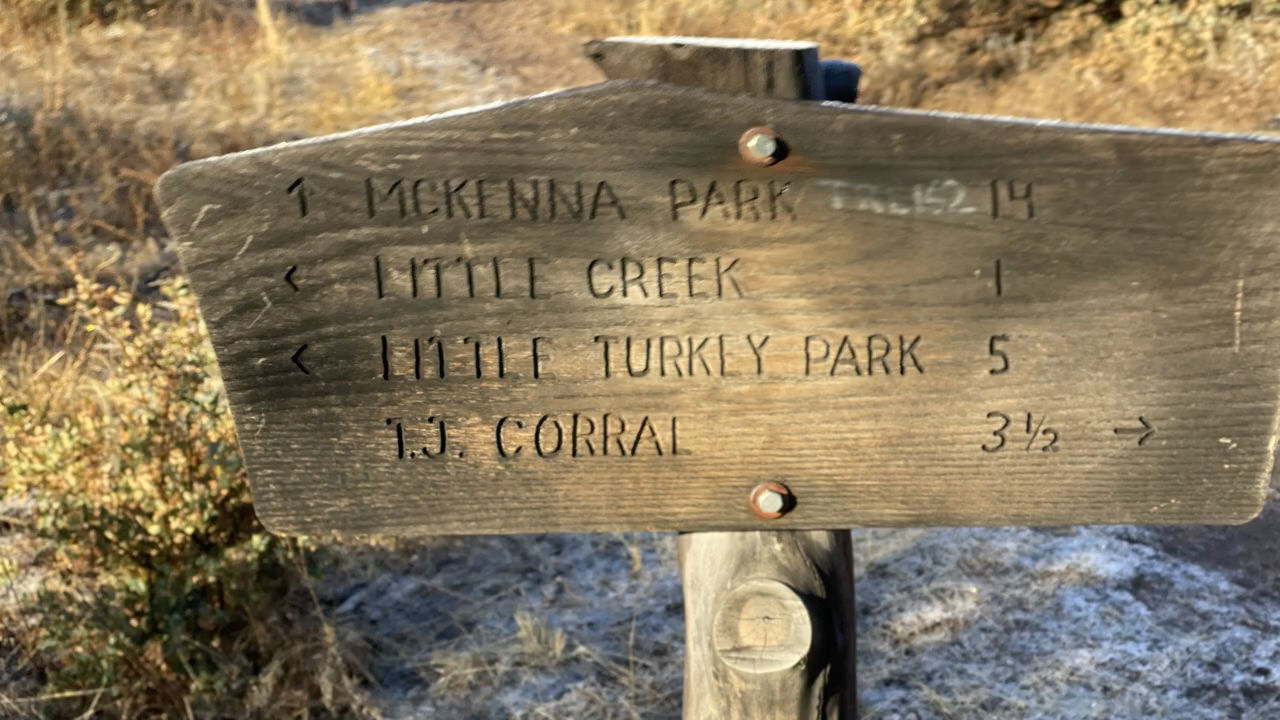 ↑ MCKENNA PARK 14
< LITTLE CREEK 1
< LITTLE TURKEY PARK 5
T.J. CORRAL 3½ →